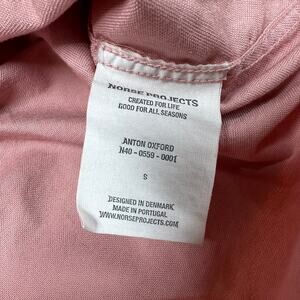 NORSE PROJECTS
CREATED FOR LIFE
GOOD FOR ALL SEASONS
ANTON OXFORD
N40-0559-0001
S
DESIGNED IN DENMARK
MADE IN PORTUGAL
WWW.NORSEPROJECTS.COM